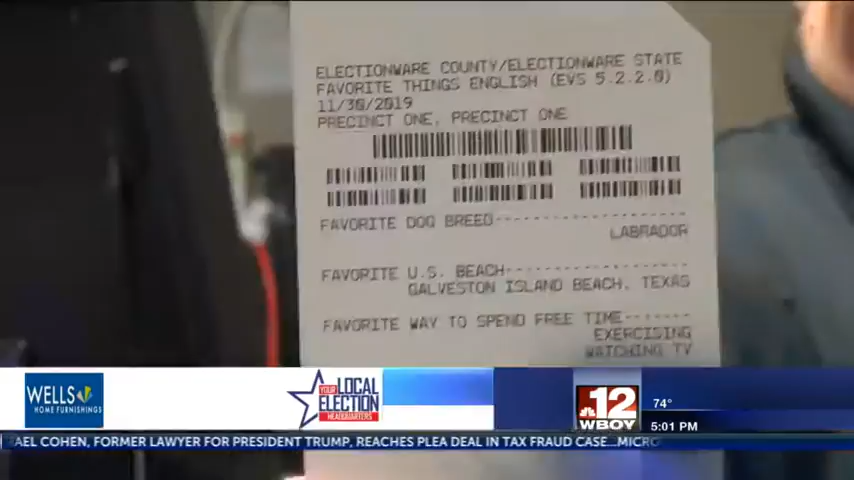 ELECTIONWARE COUNTY/ELECTIONWARE STATE
FAVORITE THINGS ENGLISH (EVS 5.2.2.0)
11/30/2019
PRECINCT ONE, PRECINCT ONE
FAVORITE DOG BREED
LABRADOR
FAVORITE U.S. BEACH
GALVESTON ISLAND BEACH, TEXAS
FAVORITE WAY TO SPEND FREE TIME
EXERCISING
WATCHING TV
WELLS
HOME FURNISHINGS
YOUR LOCAL
ELECTION
HEADQUARTERS
12
WBOY
74°
5:01 PM
AEL COHEN, FORMER LAWYER FOR PRESIDENT TRUMP, REACHES PLEA DEAL IN TAX FRAUD CASE...MICRO